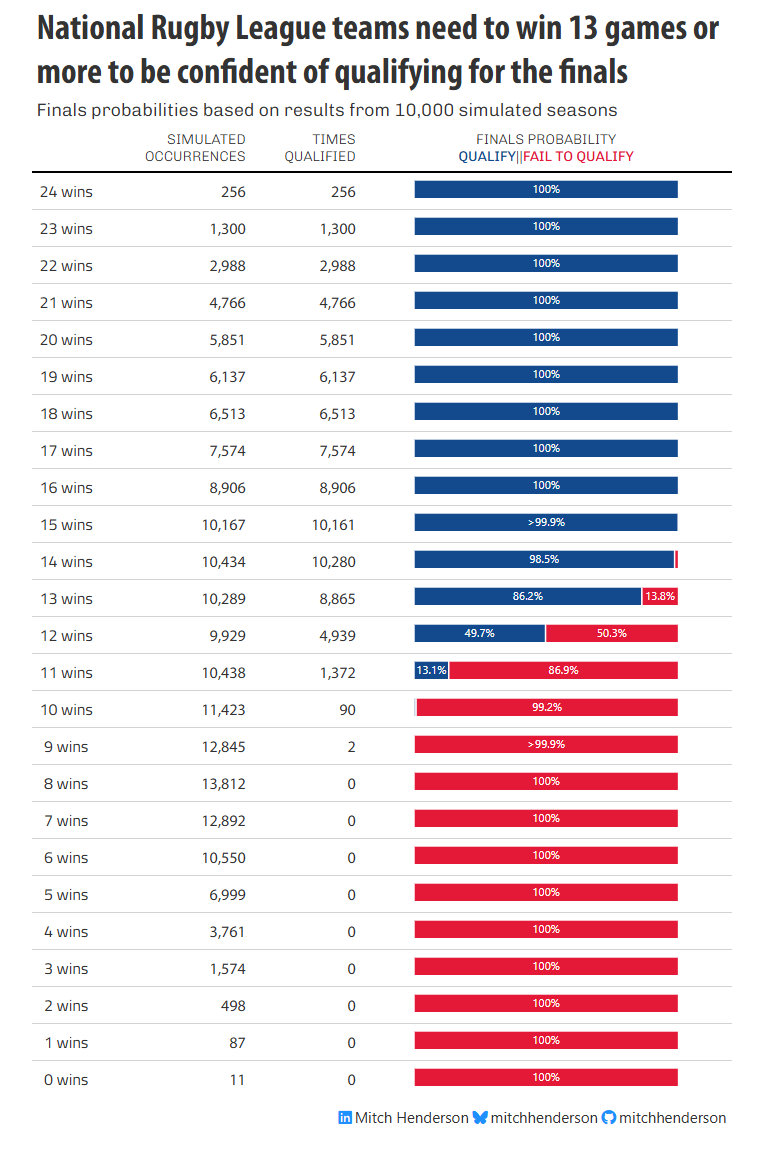 National Rugby League teams need to win 13 games or
more to be confident of qualifying for the finals
Finals probabilities based on results from 10,000 simulated seasons
SIMULATED OCCURRENCES TIMES QUALIFIED FINALS PROBABILITY
QUALIFY||FAIL TO QUALIFY
24 wins 256 256 100%
23 wins 1,300 1,300 100%
22 wins 2,988 2,988 100%
21 wins 4,766 4,766 100%
20 wins 5,851 5,851 100%
19 wins 6,137 6,137 100%
18 wins 6,513 6,513 100%
17 wins 7,574 7,574 100%
16 wins 8,906 8,906 100%
15 wins 10,167 10,161 >99.9%
14 wins 10,434 10,280 98.5%
13 wins 10,289 8,865 86.2% 13.8%
12 wins 9,929 4,939 49.7% 50.3%
11 wins 10,438 1,372 13.1% 86.9%
10 wins 11,423 90 99.2%
9 wins 12,845 2 >99.9%
8 wins 13,812 0 100%
7 wins 12,892 0 100%
6 wins 10,550 0 100%
5 wins 6,999 0 100%
4 wins 3,761 0 100%
3 wins 1,574 0 100%
2 wins 498 0 100%
1 wins 87 0 100%
0 wins 11 0 100%
Mitch Henderson mitchhenderson mitchhenderson